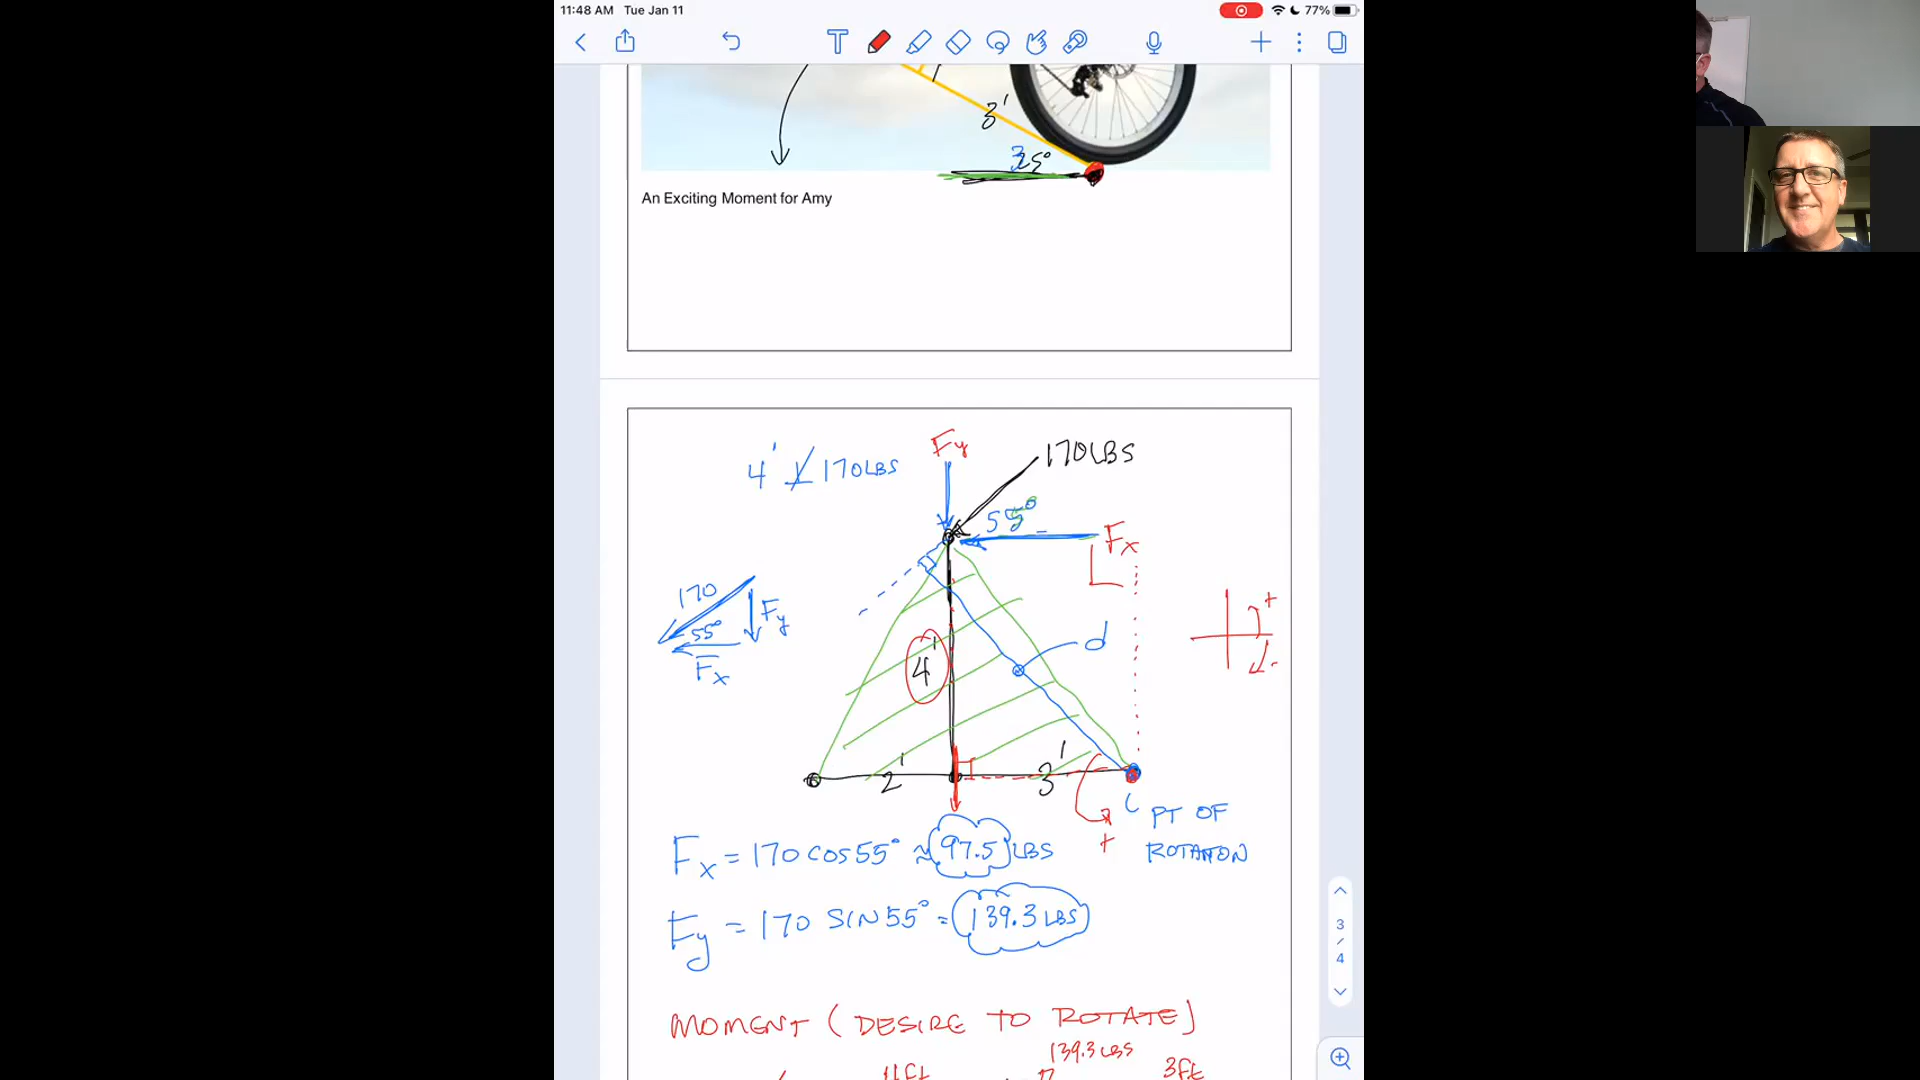 11:48 AM Tue Jan 11
77%
3'
35°
An Exciting Moment for Amy
Fy
170LBS
4' ⊥̸ 170LBS
55°
Fx
170
Fy
55°
Fx
+
-
d
4'
2'
3'
+
PT OF
ROTATION
Fx = 170 cos 55° ≈ 97.5 LBS
Fy = 170 SIN 55° = 139.3 LBS
3
/
4
MOMENT (DESIRE TO ROTATE)
139.3 LBS
4ft
3ft